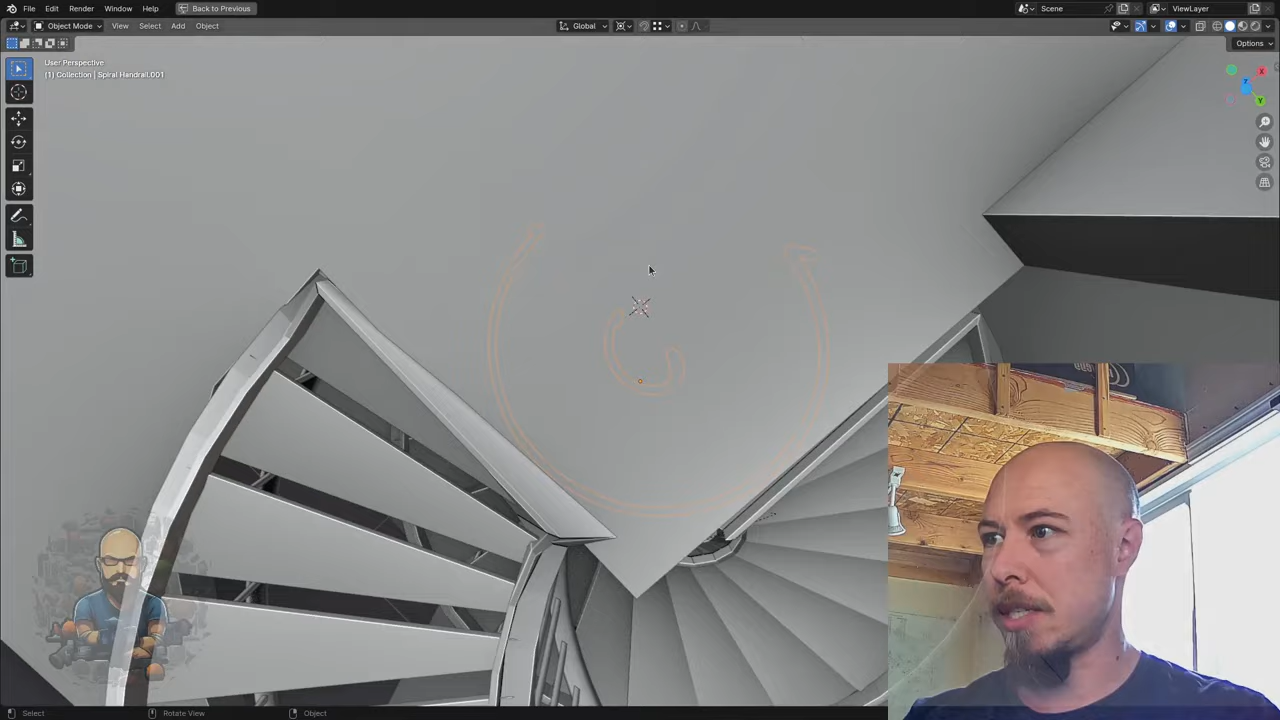 File Edit Render Window Help Back to Previous Scene ViewLayer
Object Mode View Select Add Object Global
Options
User Perspective
(1) Collection | Spiral Handrail.001
X
Z
Y
Select Rotate View Object